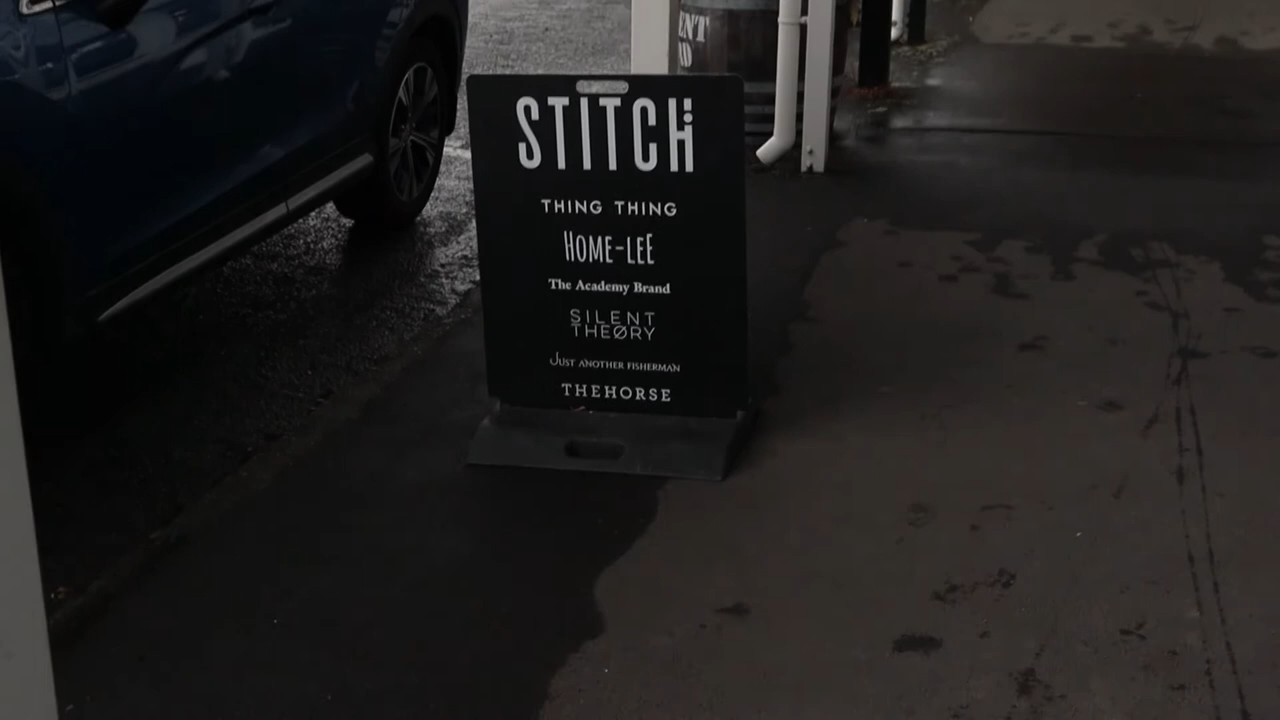 STITCH
THING THING
HOME-LEE
The Academy Brand
SILENT
THEØRY
JUST ANOTHER FISHERMAN
THEHORSE